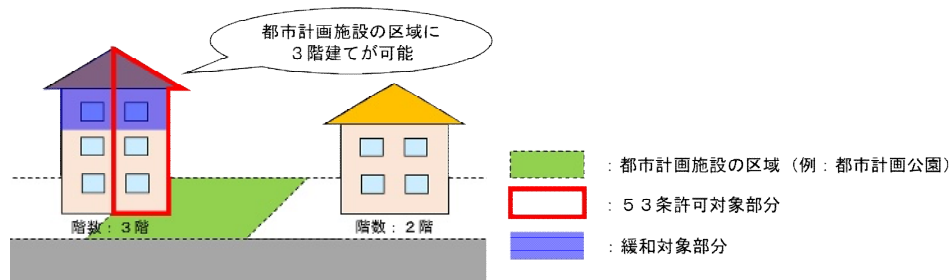 都市計画施設の区域に
３階建てが可能
階数：３階
階数：２階
：都市計画施設の区域（例：都市計画公園）
：５３条許可対象部分
：緩和対象部分